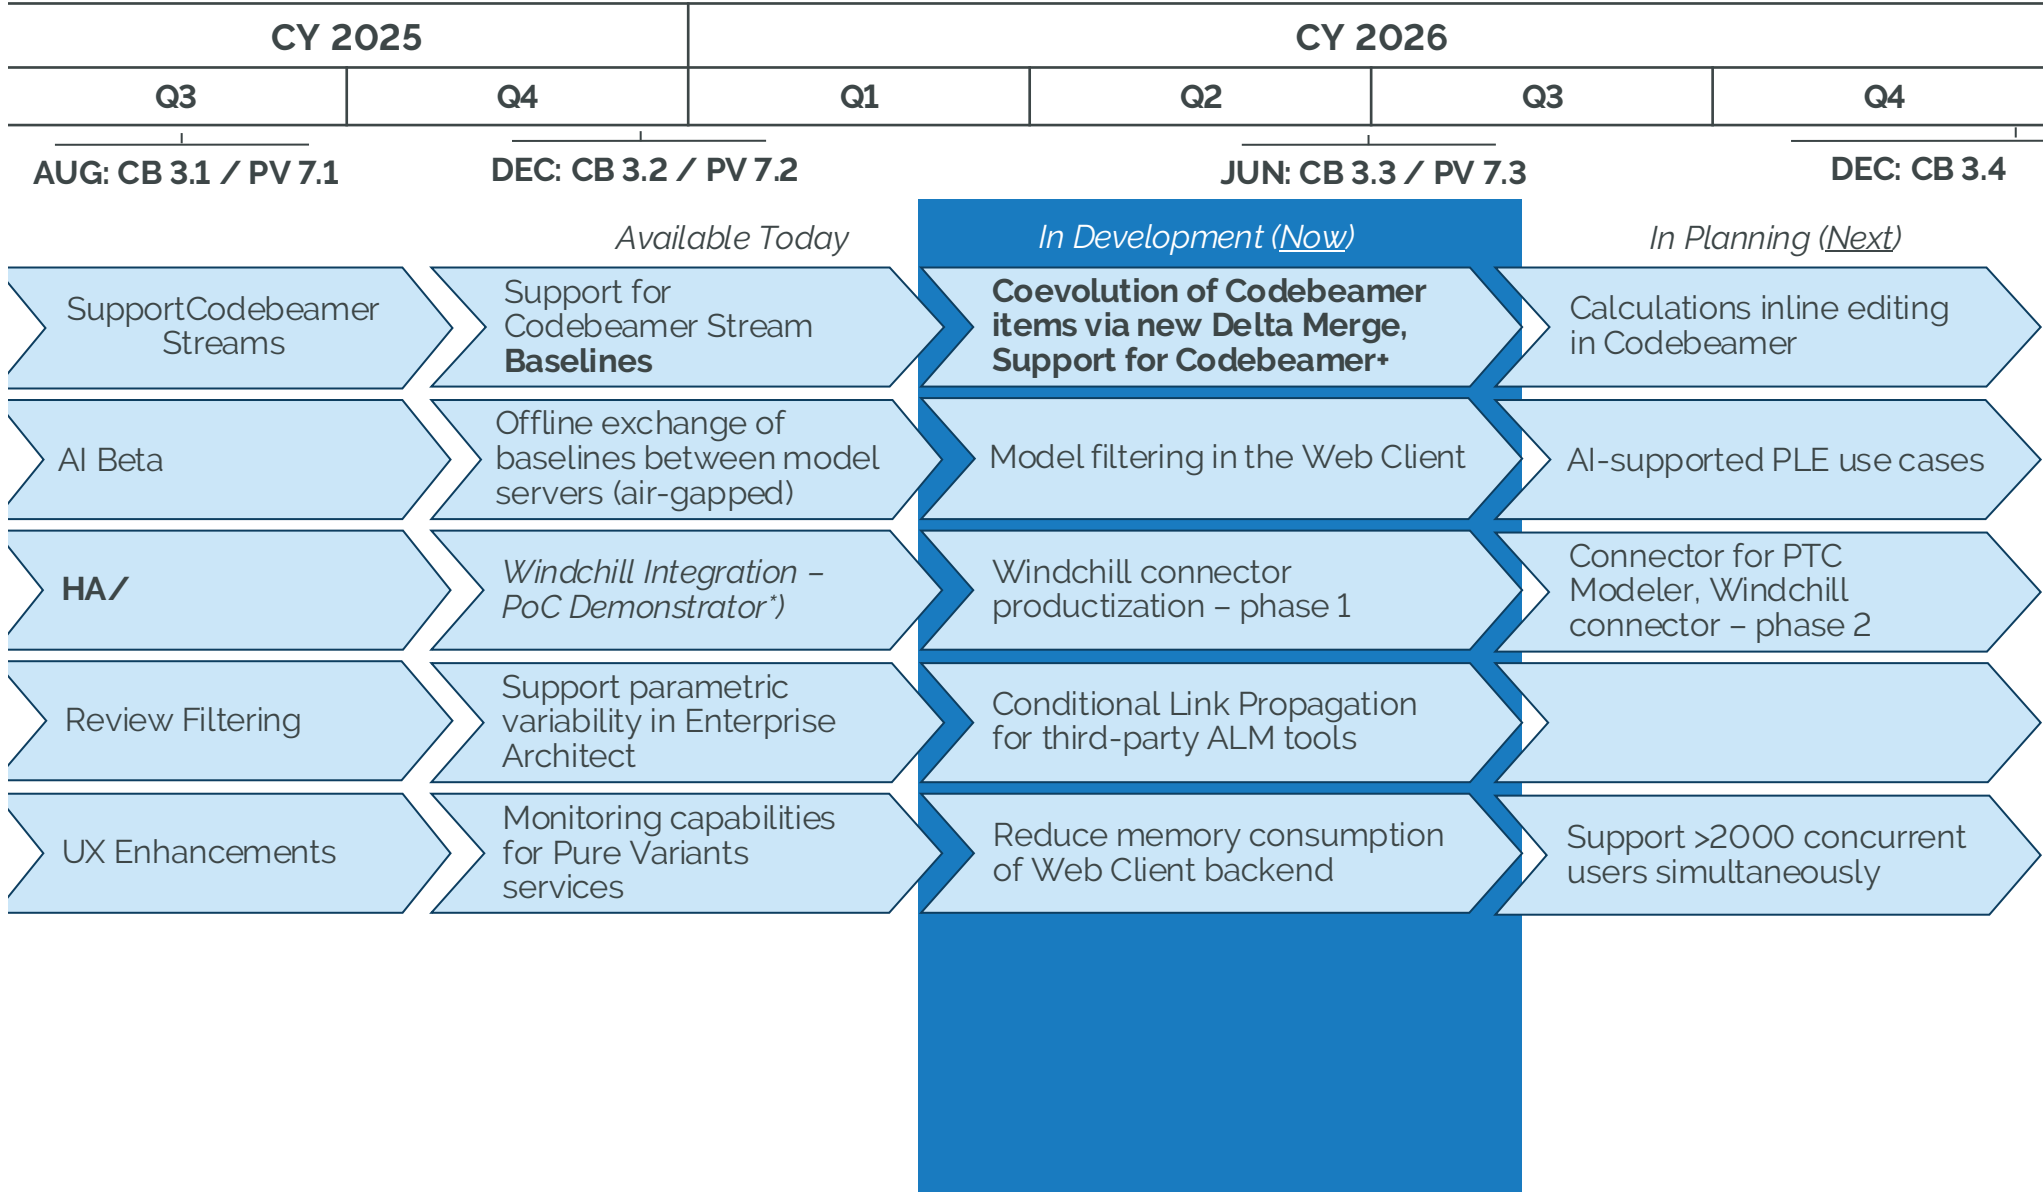 CY 2025
CY 2026
Q3
Q4
Q1
Q2
Q3
Q4
AUG: CB 3.1 / PV 7.1
DEC: CB 3.2 / PV 7.2
JUN: CB 3.3 / PV 7.3
DEC: CB 3.4
Available Today
In Development (Now)
In Planning (Next)
SupportCodebeamer
Streams
Support for
Codebeamer Stream
Baselines
Coevolution of Codebeamer
items via new Delta Merge,
Support for Codebeamer+
Calculations inline editing
in Codebeamer
AI Beta
Offline exchange of
baselines between model
servers (air-gapped)
Model filtering in the Web Client
AI-supported PLE use cases
HA/
Windchill Integration –
PoC Demonstrator*)
Windchill connector
productization – phase 1
Connector for PTC
Modeler, Windchill
connector – phase 2
Review Filtering
Support parametric
variability in Enterprise
Architect
Conditional Link Propagation
for third-party ALM tools
UX Enhancements
Monitoring capabilities
for Pure Variants
services
Reduce memory consumption
of Web Client backend
Support >2000 concurrent
users simultaneously